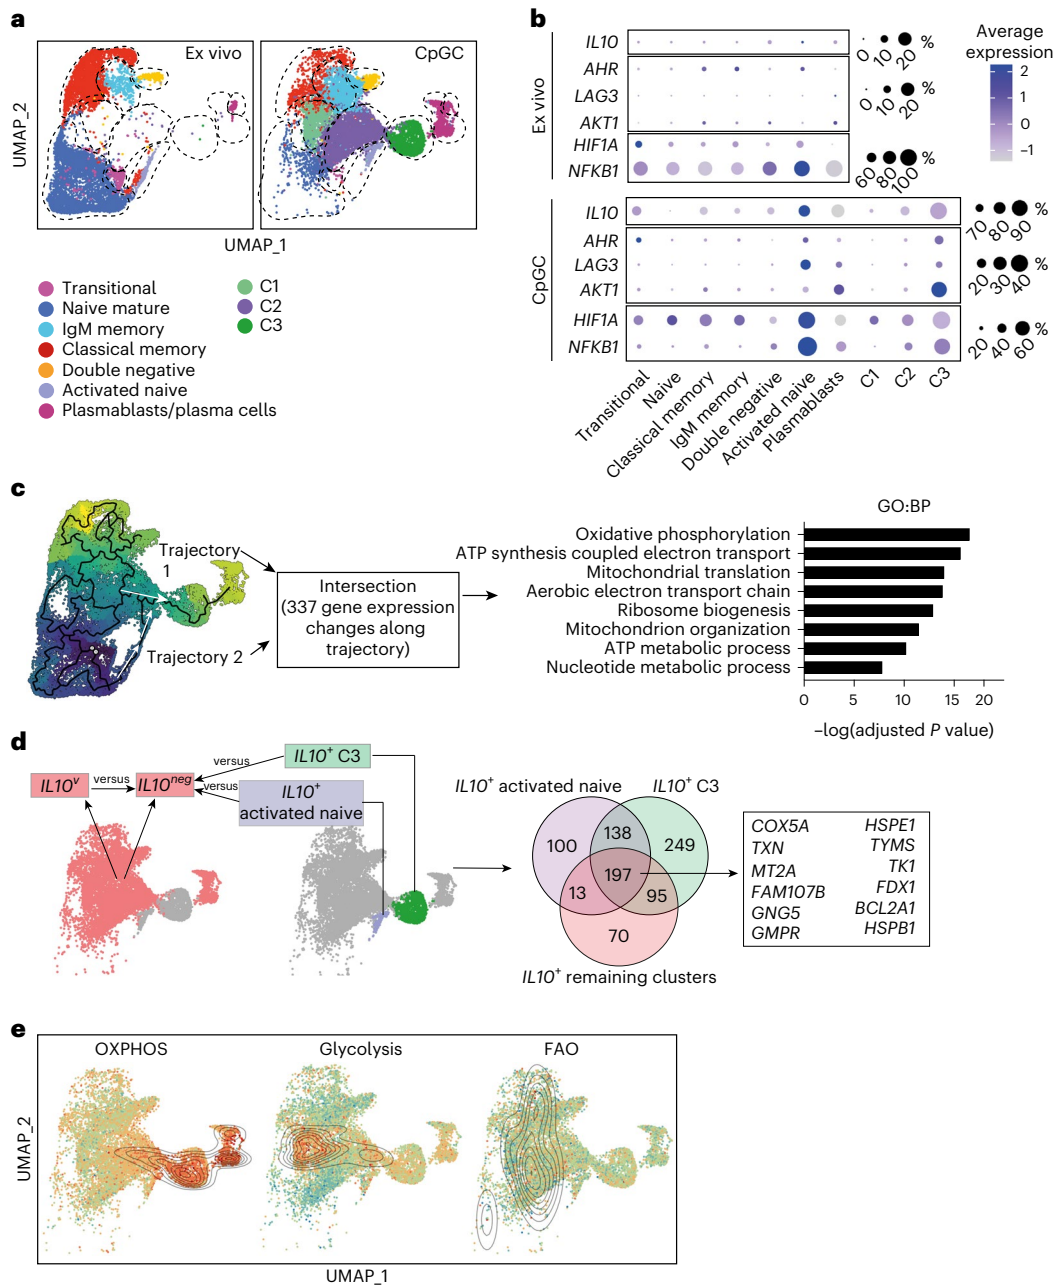 a
Ex vivo
CpGC
UMAP_2
UMAP_1
Transitional
Naive mature
IgM memory
Classical memory
Double negative
Activated naive
Plasmablasts/plasma cells
C1
C2
C3
b
Ex vivo
IL10
AHR
LAG3
AKT1
HIF1A
NFKB1
0 10 20 %
0 10 20 %
60 80 100 %
Average
expression
2
1
0
–1
CpGC
IL10
AHR
LAG3
AKT1
HIF1A
NFKB1
70 80 90 %
20 30 40 %
20 40 60 %
Transitional
Naive
Classical memory
IgM memory
Double negative
Activated naive
Plasmablasts
C1
C2
C3
c
Trajectory
1
Trajectory 2
Intersection
(337 gene expression
changes along
trajectory)
GO:BP
Oxidative phosphorylation
ATP synthesis coupled electron transport
Mitochondrial translation
Aerobic electron transport chain
Ribosome biogenesis
Mitochondrion organization
ATP metabolic process
Nucleotide metabolic process
0 5 10 15 20
–log(adjusted P value)
d
IL10v
versus
IL10neg
versus
IL10+ C3
versus
IL10+
activated naive
IL10+ activated naive
IL10+ C3
100
138
249
197
13
95
70
IL10+ remaining clusters
COX5A
TXN
MT2A
FAM107B
GNG5
GMPR
HSPE1
TYMS
TK1
FDX1
BCL2A1
HSPB1
e
OXPHOS
Glycolysis
FAO
UMAP_2
UMAP_1